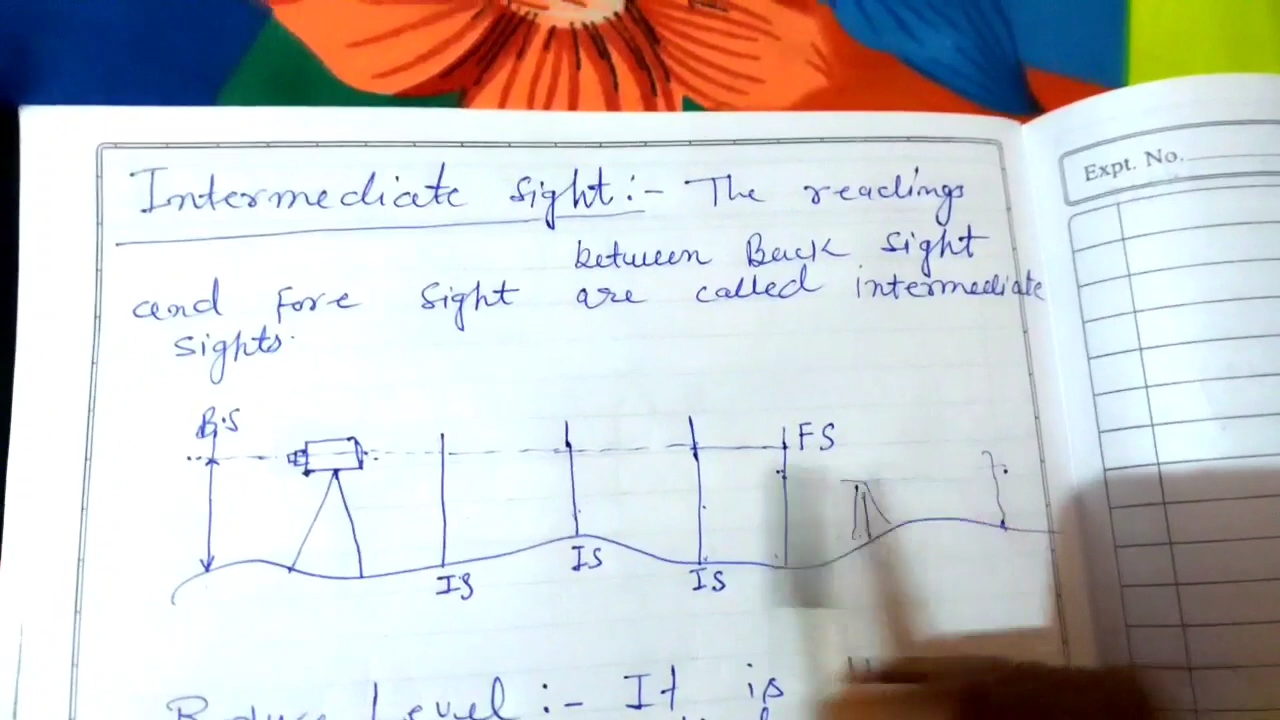 Intermediate Sight:- The readings
between Back Sight
and Fore Sight are called intermediate
sights.
B.S
FS
IS
IS
IS
Reduce Level :- It is
Expt. No.